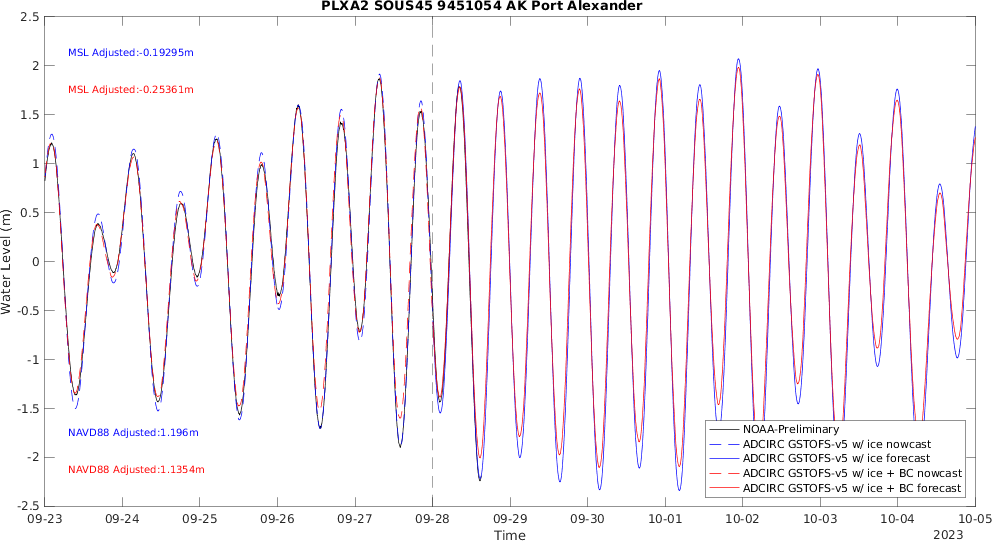 PLXA2 SOUS45 9451054 AK Port Alexander
MSL Adjusted:-0.19295m
MSL Adjusted:-0.25361m
NAVD88 Adjusted:1.196m
NAVD88 Adjusted:1.1354m
Water Level (m)
2.5
2
1.5
1
0.5
0
-0.5
-1
-1.5
-2
-2.5
NOAA-Preliminary
ADCIRC GSTOFS-v5 w/ ice nowcast
ADCIRC GSTOFS-v5 w/ ice forecast
ADCIRC GSTOFS-v5 w/ ice + BC nowcast
ADCIRC GSTOFS-v5 w/ ice + BC forecast
09-23 09-24 09-25 09-26 09-27 09-28 09-29 09-30 10-01 10-02 10-03 10-04 10-05
Time
2023